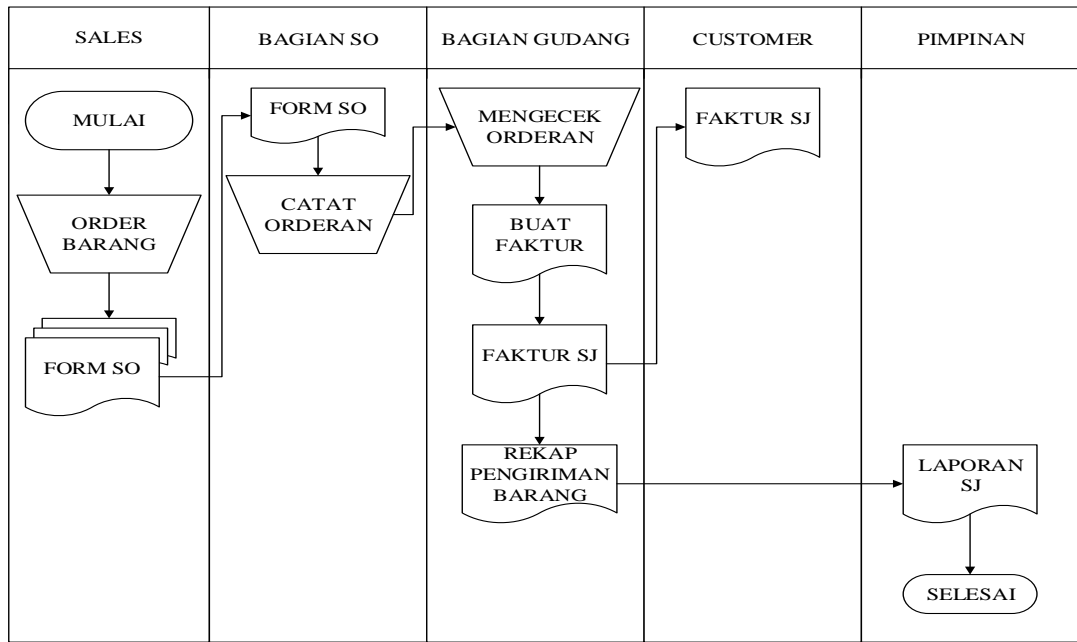 SALES
BAGIAN SO
BAGIAN GUDANG
CUSTOMER
PIMPINAN
MULAI
ORDER
BARANG
FORM SO
FORM SO
CATAT
ORDERAN
MENGECEK
ORDERAN
BUAT
FAKTUR
FAKTUR SJ
REKAP
PENGIRIMAN
BARANG
FAKTUR SJ
LAPORAN
SJ
SELESAI